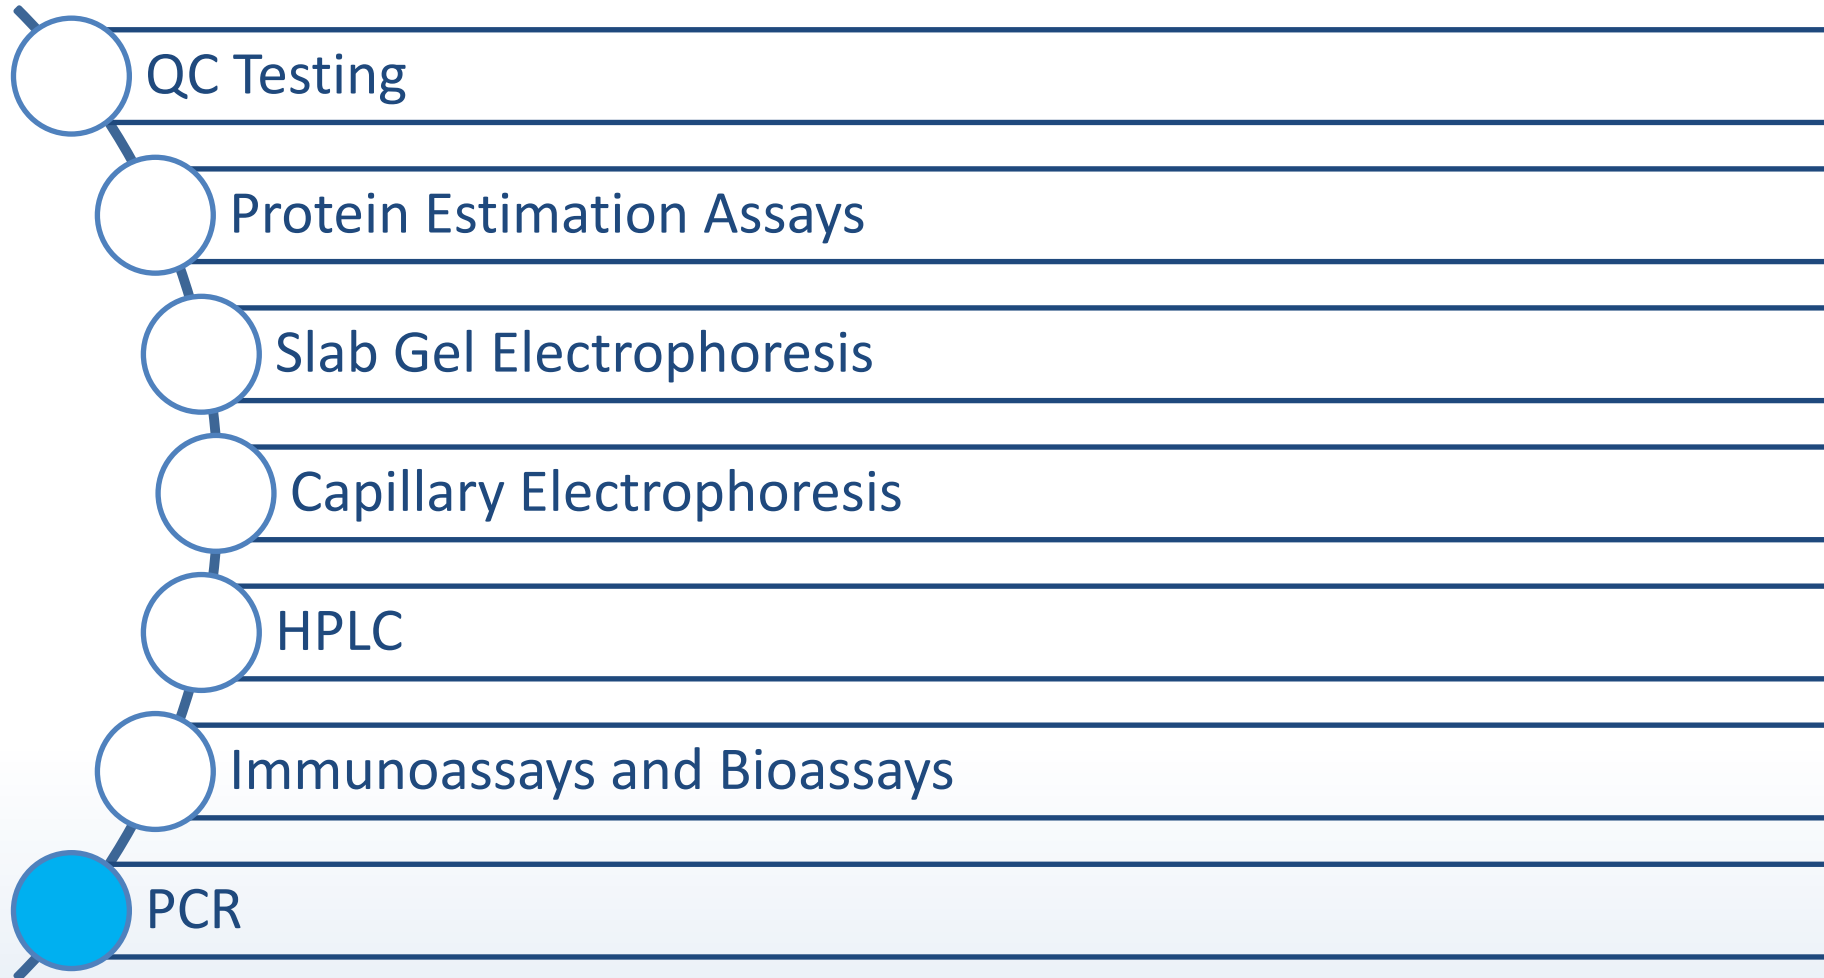 QC Testing
Protein Estimation Assays
Slab Gel Electrophoresis
Capillary Electrophoresis
HPLC
Immunoassays and Bioassays
PCR